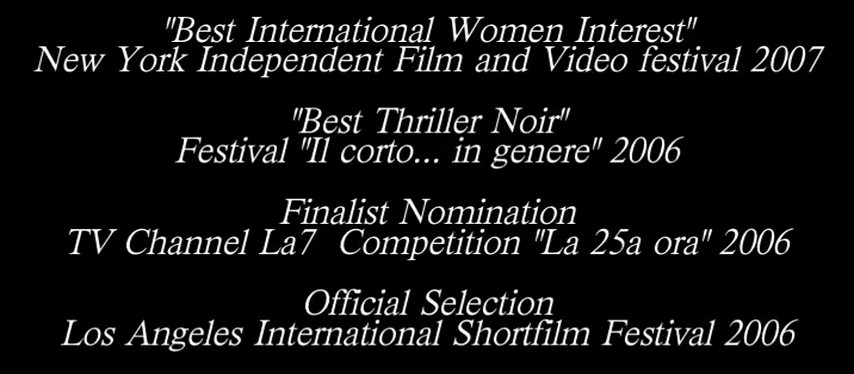 "Best International Women Interest"
New York Independent Film and Video festival 2007
"Best Thriller Noir"
Festival "Il corto... in genere" 2006
Finalist Nomination
TV Channel La7  Competition "La 25a ora" 2006
Official Selection
Los Angeles International Shortfilm Festival 2006